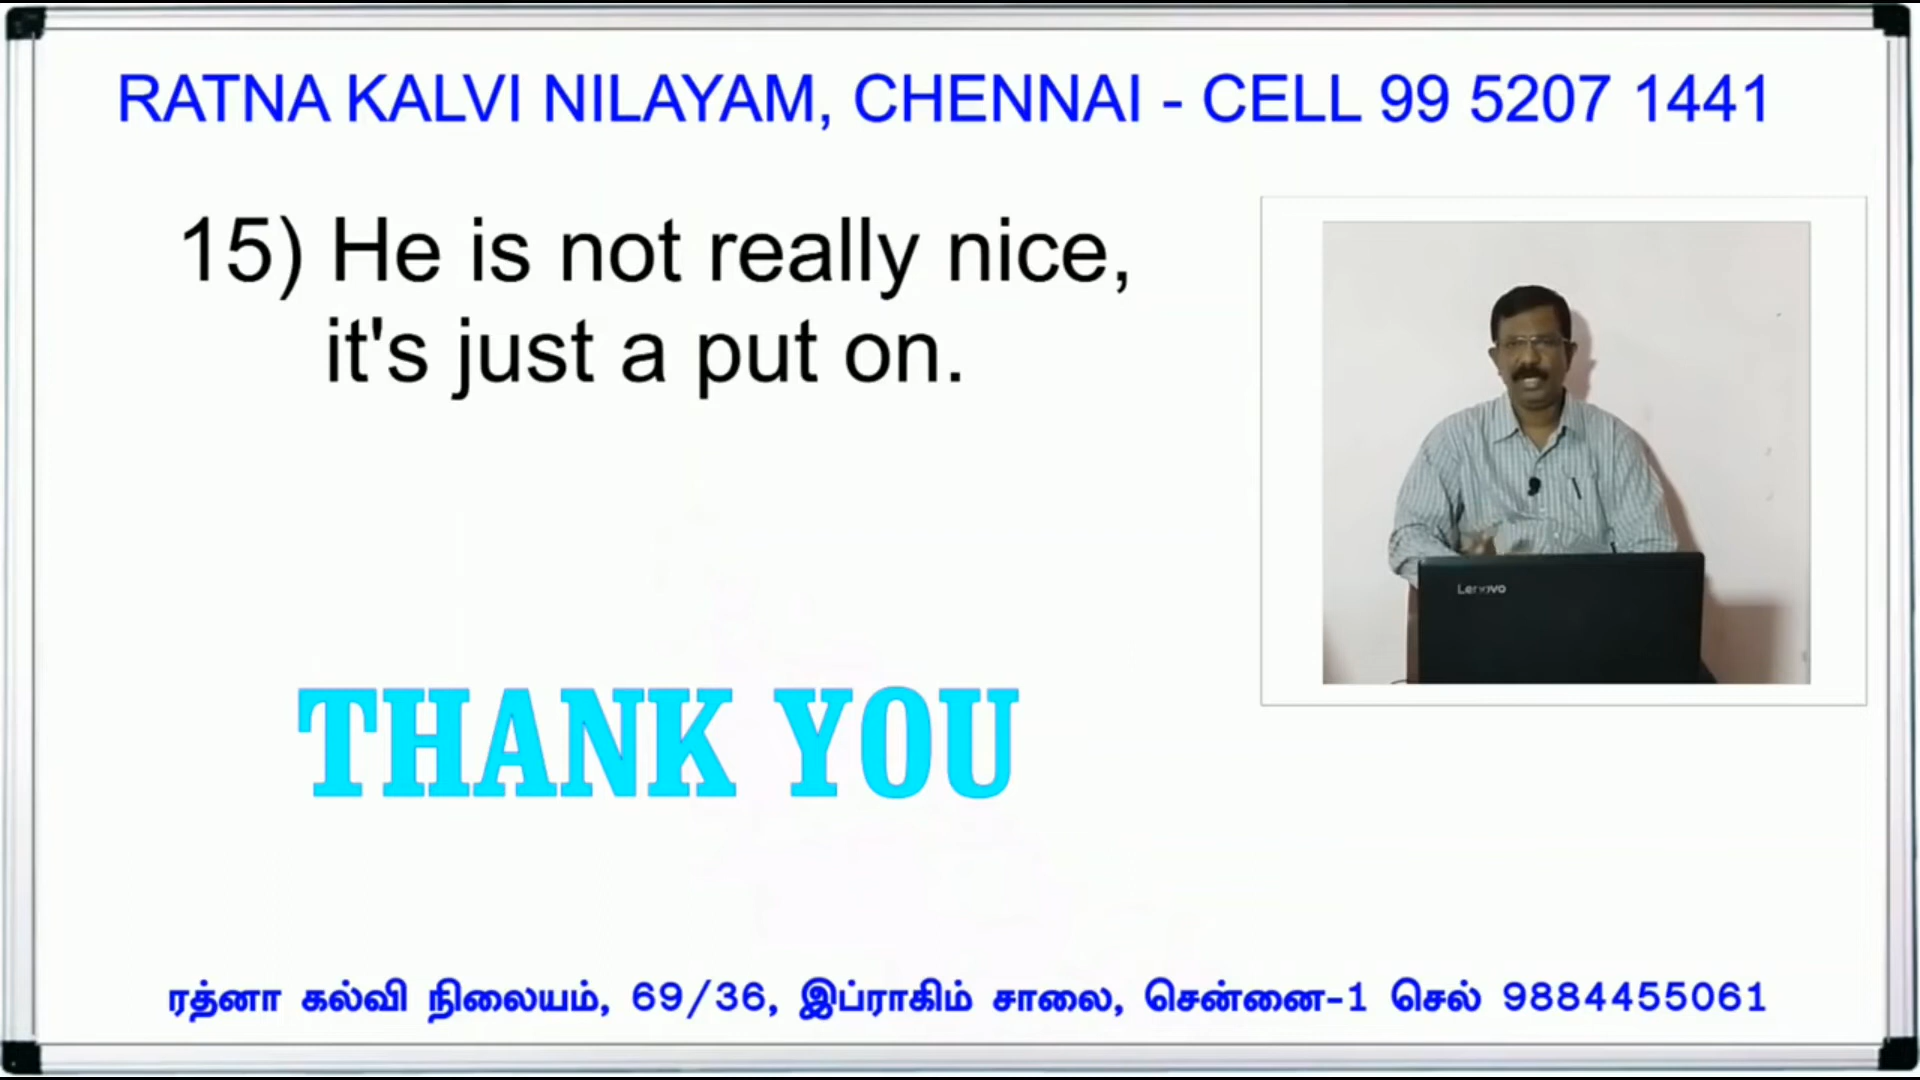 RATNA KALVI NILAYAM, CHENNAI - CELL 99 5207 1441
15) He is not really nice,
it's just a put on.
Lenovo
THANK YOU
ரத்னா கல்வி நிலையம், 69/36, இப்ராகிம் சாலை, சென்னை-1 செல் 9884455061